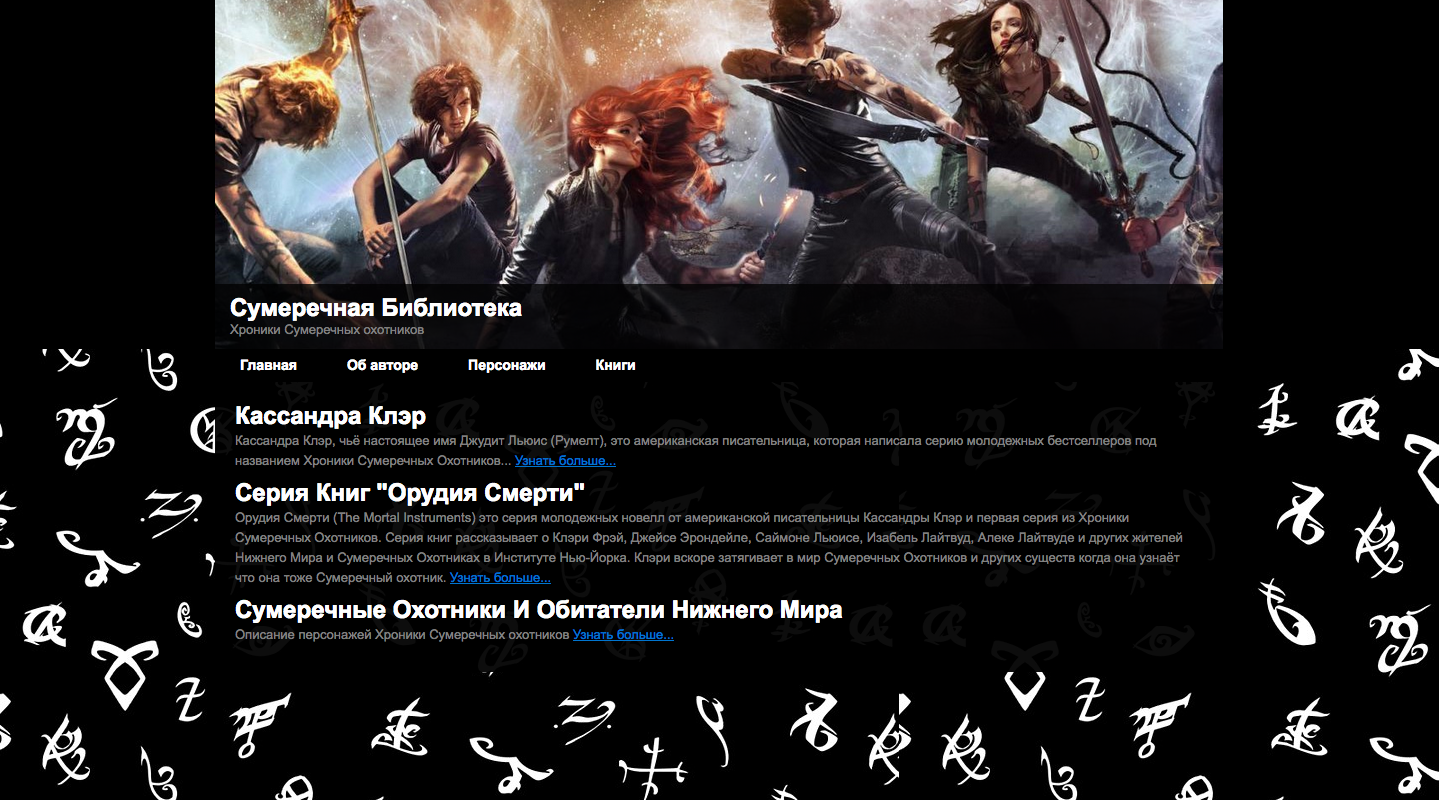 Сумеречная Библиотека
Хроники Сумеречных охотников
Главная Об авторе Персонажи Книги
Кассандра Клэр
Кассандра Клэр, чьё настоящее имя Джудит Льюис (Румелт), это американская писательница, которая написала серию молодежных бестселлеров под
названием Хроники Сумеречных Охотников... Узнать больше...
Серия Книг "Орудия Смерти"
Орудия Смерти (The Mortal Instruments) это серия молодежных новелл от американской писательницы Кассандры Клэр и первая серия из Хроники
Сумеречных Охотников. Серия книг рассказывает о Клэри Фрэй, Джейсе Эрондейле, Саймоне Льюисе, Изабель Лайтвуд, Алеке Лайтвуде и других жителей
Нижнего Мира и Сумеречных Охотниках в Институте Нью-Йорка. Клэри вскоре затягивает в мир Сумеречных Охотников и других существ когда она узнаёт
что она тоже Сумеречный охотник. Узнать больше...
Сумеречные Охотники И Обитатели Нижнего Мира
Описание персонажей Хроники Сумеречных охотников Узнать больше...